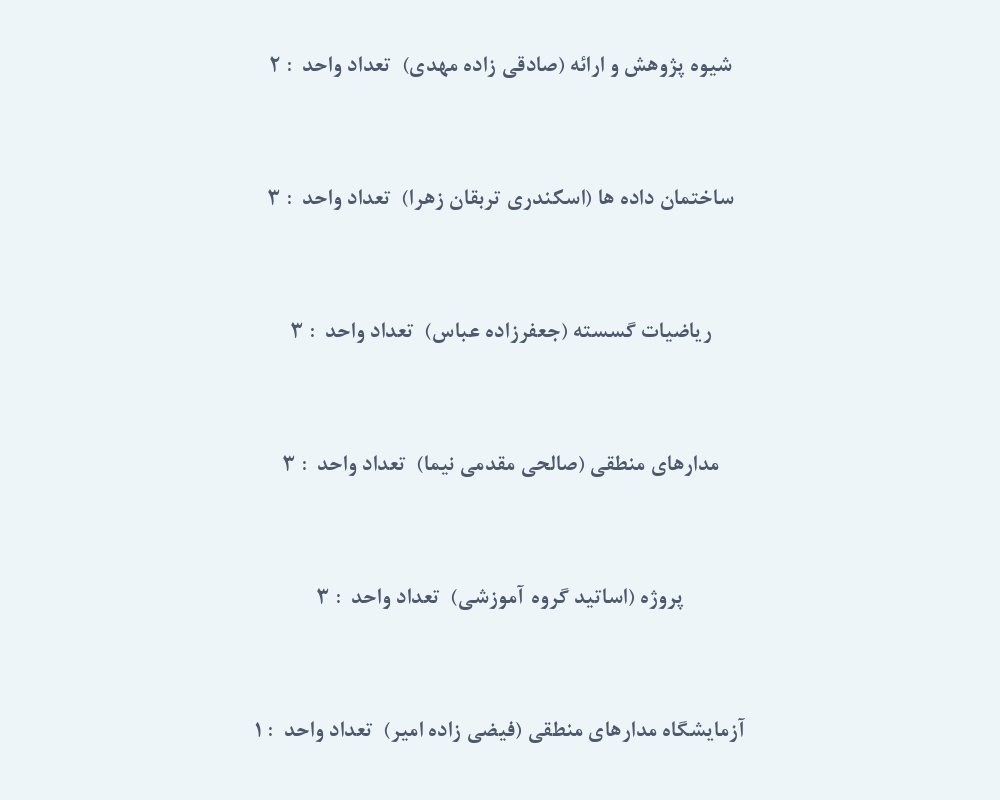 شیوه پژوهش و ارائه (صادقی زاده مهدی) تعداد واحد : ۲
ساختمان داده ها (اسکندری تربقان زهرا) تعداد واحد : ۳
ریاضیات گسسته (جعفرزاده عباس) تعداد واحد : ۳
مدارهای منطقی (صالحی مقدمی نیما) تعداد واحد : ۳
پروژه (اساتید گروه آموزشی) تعداد واحد : ۳
آزمایشگاه مدارهای منطقی (فیضی زاده امیر) تعداد واحد : ۱